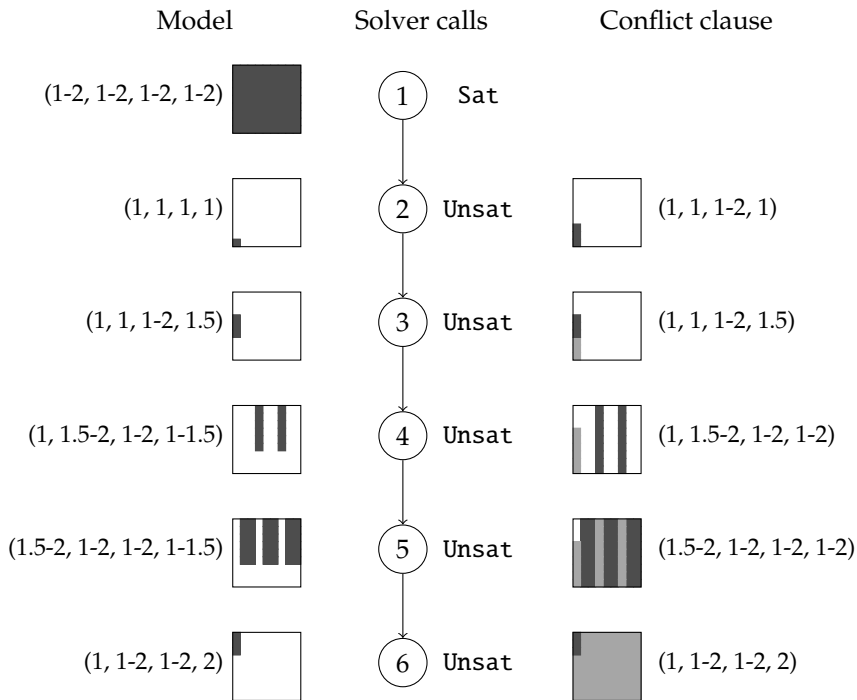 Model Solver calls Conflict clause
(1-2, 1-2, 1-2, 1-2) 1 Sat
(1, 1, 1, 1) 2 Unsat (1, 1, 1-2, 1)
(1, 1, 1-2, 1.5) 3 Unsat (1, 1, 1-2, 1.5)
(1, 1.5-2, 1-2, 1-1.5) 4 Unsat (1, 1.5-2, 1-2, 1-2)
(1.5-2, 1-2, 1-2, 1-1.5) 5 Unsat (1.5-2, 1-2, 1-2, 1-2)
(1, 1-2, 1-2, 2) 6 Unsat (1, 1-2, 1-2, 2)